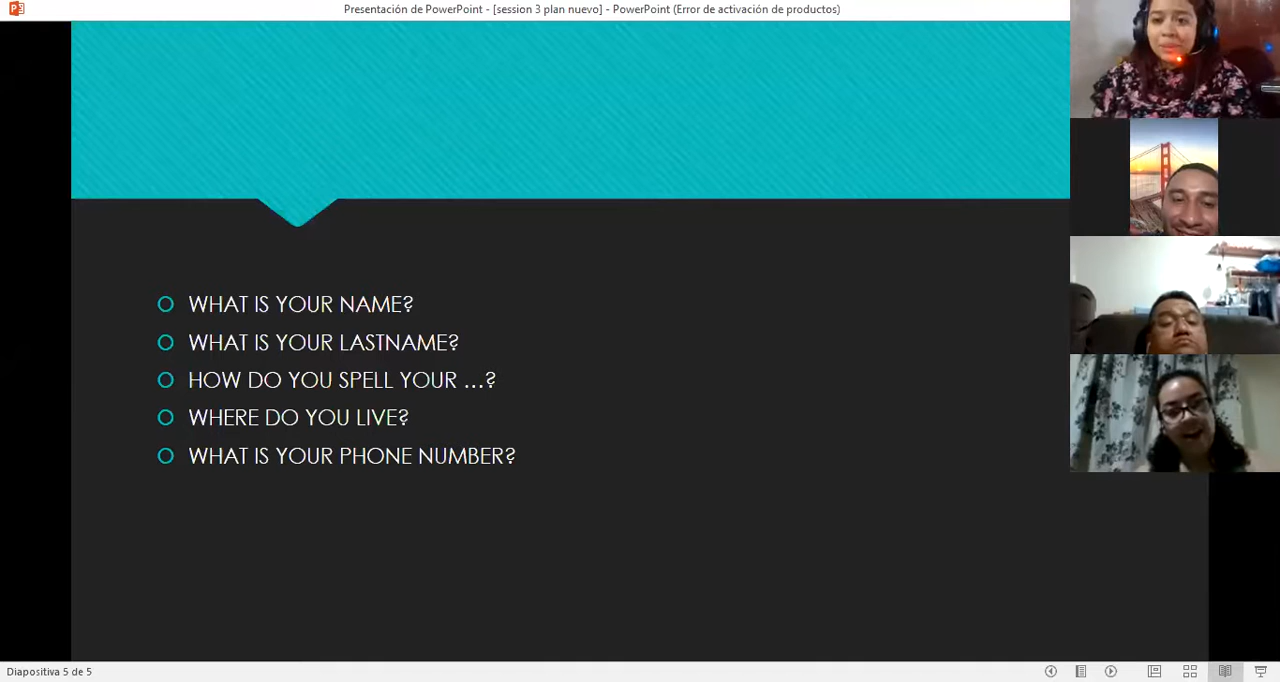 Presentación de PowerPoint - [session 3 plan nuevo] - PowerPoint (Error de activación de productos)
WHAT IS YOUR NAME?
WHAT IS YOUR LASTNAME?
HOW DO YOU SPELL YOUR ...?
WHERE DO YOU LIVE?
WHAT IS YOUR PHONE NUMBER?
Diapositiva 5 de 5